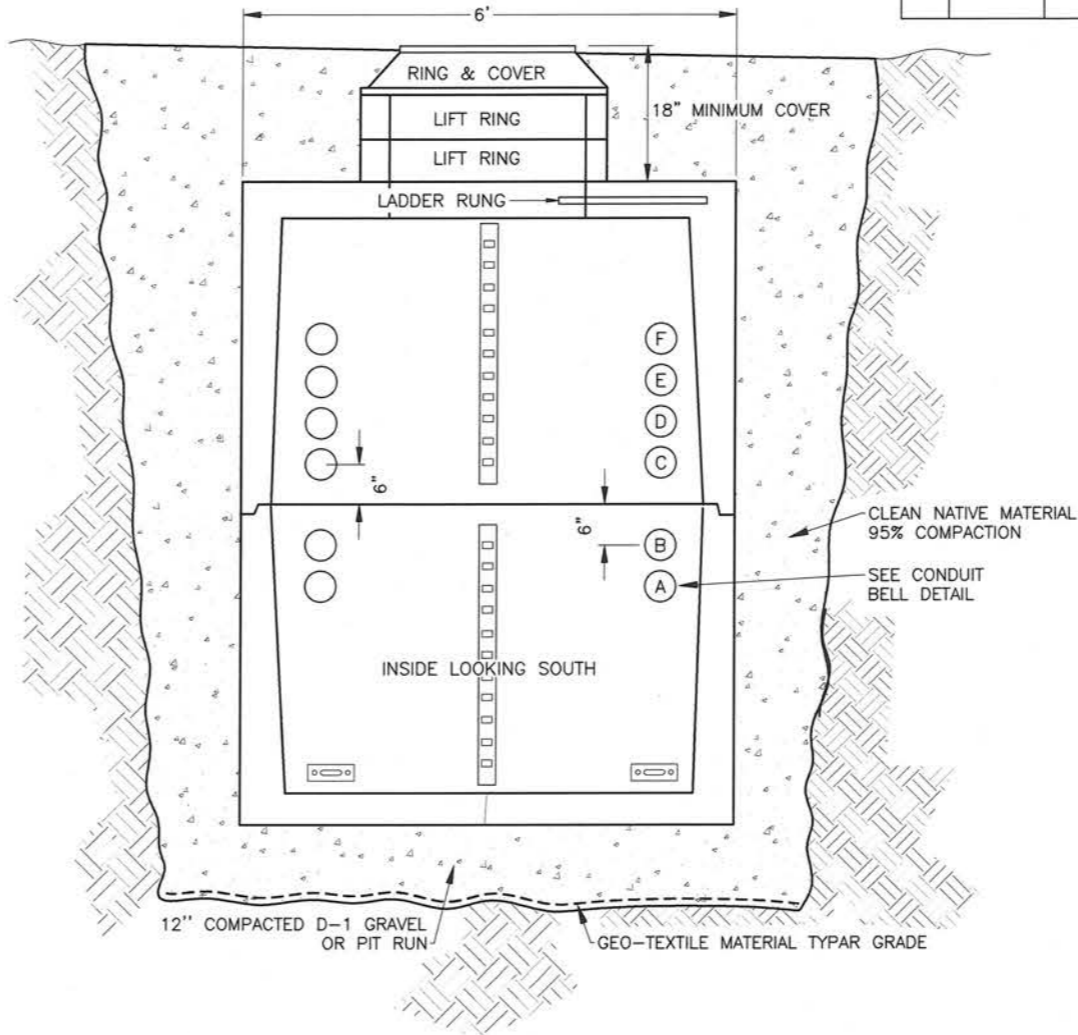 6'
RING & COVER
18" MINIMUM COVER
LIFT RING
LIFT RING
LADDER RUNG
F
E
D
C
6"
6"
B
A
CLEAN NATIVE MATERIAL
95% COMPACTION
SEE CONDUIT
BELL DETAIL
INSIDE LOOKING SOUTH
12'' COMPACTED D-1 GRAVEL
OR PIT RUN
GEO-TEXTILE MATERIAL TYPAR GRADE